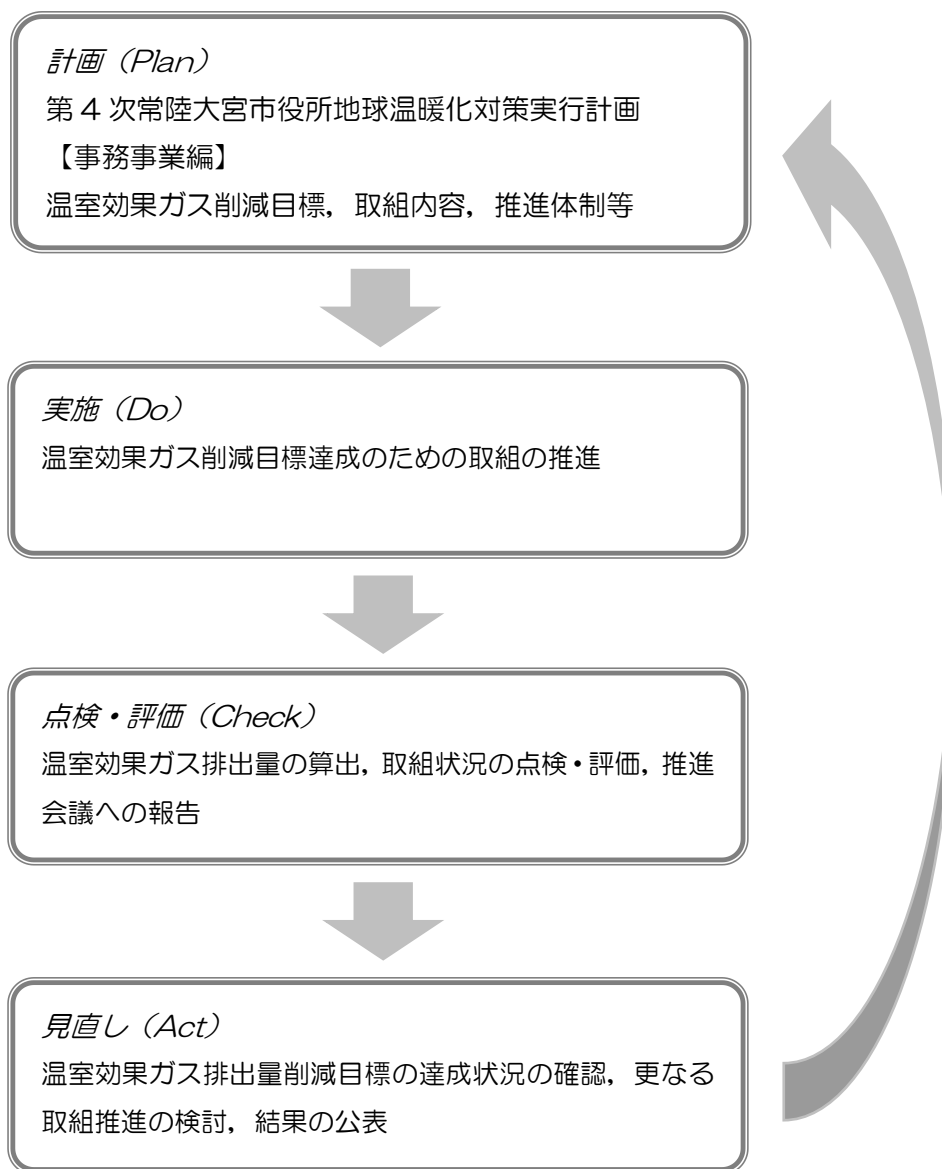 計画（Plan）
第４次常陸大宮市役所地球温暖化対策実行計画
【事務事業編】
温室効果ガス削減目標，取組内容，推進体制等
実施（Do）
温室効果ガス削減目標達成のための取組の推進
点検・評価（Check）
温室効果ガス排出量の算出，取組状況の点検・評価，推進
会議への報告
見直し（Act）
温室効果ガス排出量削減目標の達成状況の確認，更なる
取組推進の検討，結果の公表